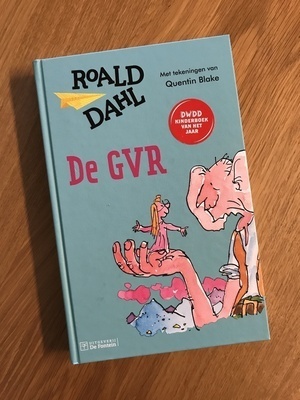 ROALD
DAHL
Met tekeningen van
Quentin Blake
DWDD
KINDERBOEK
VAN HET
JAAR
De GVR
UITGEVERIJ
De Fontein